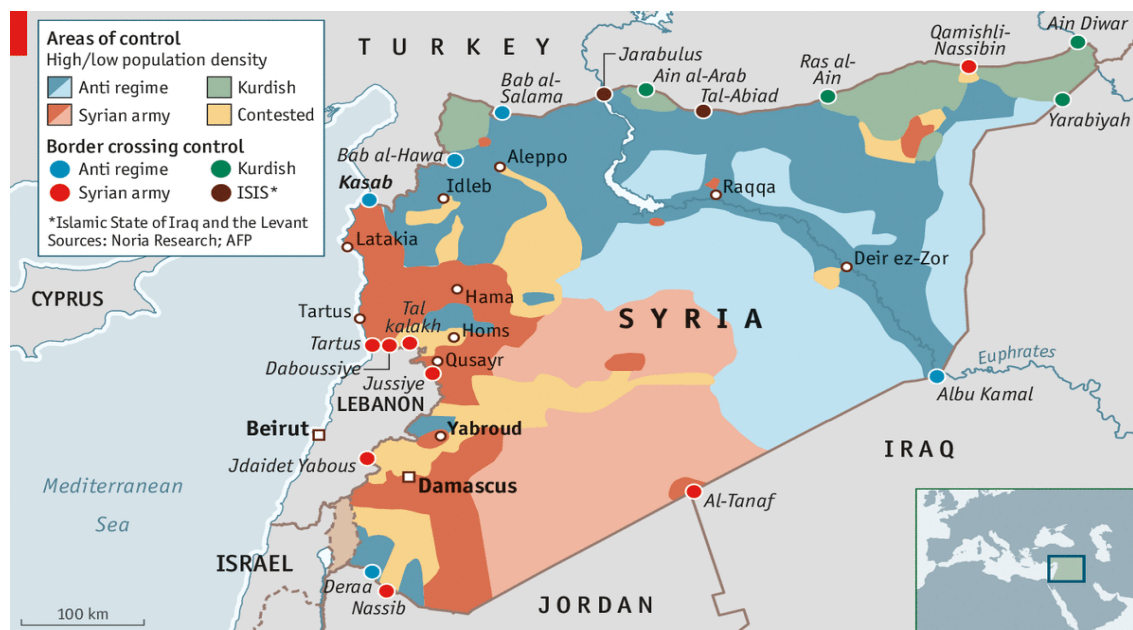 Areas of control
High/low population density
Anti regime
Kurdish
Syrian army
Contested
Border crossing control
Anti regime
Kurdish
Syrian army
ISIS*
*Islamic State of Iraq and the Levant
Sources: Noria Research; AFP
TURKEY
Jarabulus
Bab al-
Salama
Ain al-Arab
Tal-Abiad
Ras al-
Ain
Qamishli-
Nassibin
Ain Diwar
Yarabiyah
Bab al-Hawa
Aleppo
Kasab
Idleb
Raqqa
Latakia
Deir ez-Zor
CYPRUS
Hama
Tartus
Tal
kalakh
Homs
SYRIA
Tartus
Daboussiye
Qusayr
Jussiye
Euphrates
LEBANON
Albu Kamal
Beirut
Yabroud
IRAQ
Jdaidet Yabous
Damascus
Mediterranean
Sea
Al-Tanaf
ISRAEL
Deraa
Nassib
JORDAN
100 km